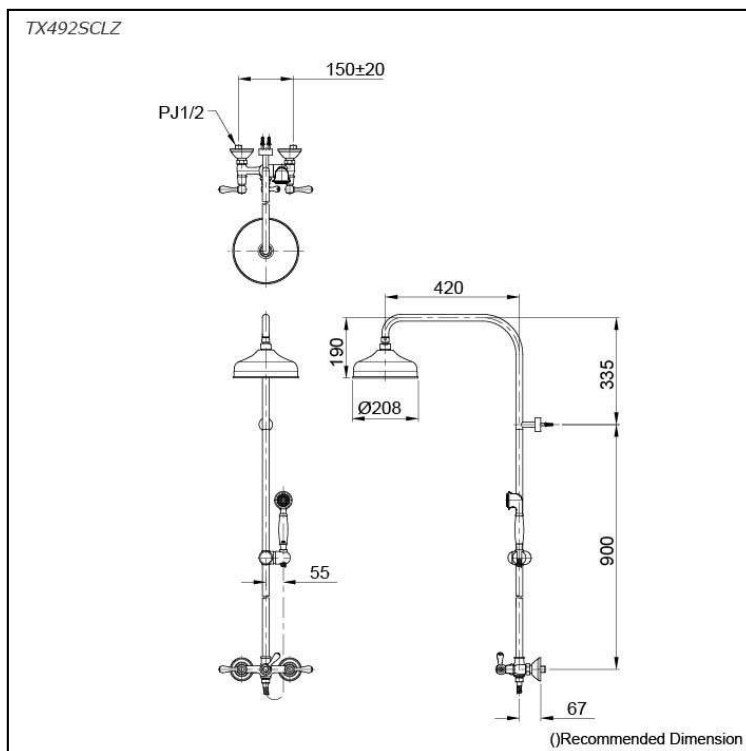 TX492SCLZ
150±20
PJ1/2
420
190
335
Ø208
900
55
67
()Recommended Dimension